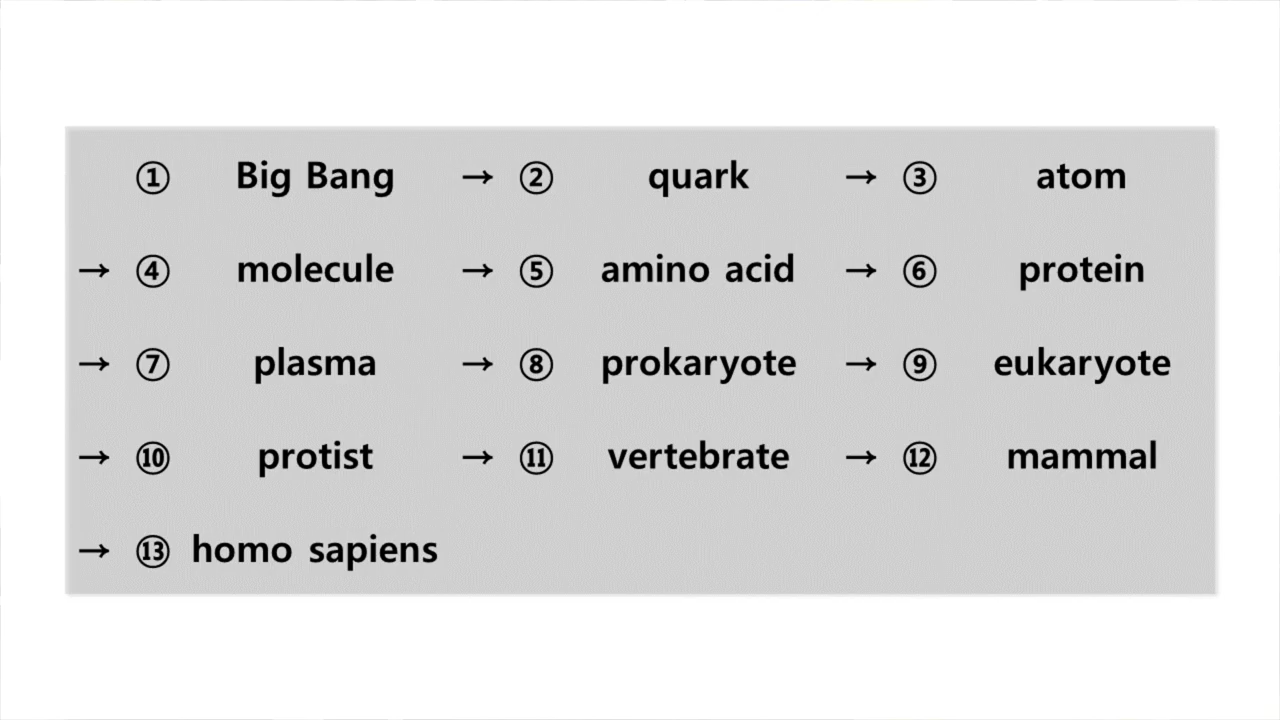 ① Big Bang → ② quark → ③ atom
→ ④ molecule → ⑤ amino acid → ⑥ protein
→ ⑦ plasma → ⑧ prokaryote → ⑨ eukaryote
→ ⑩ protist → ⑪ vertebrate → ⑫ mammal
→ ⑬ homo sapiens